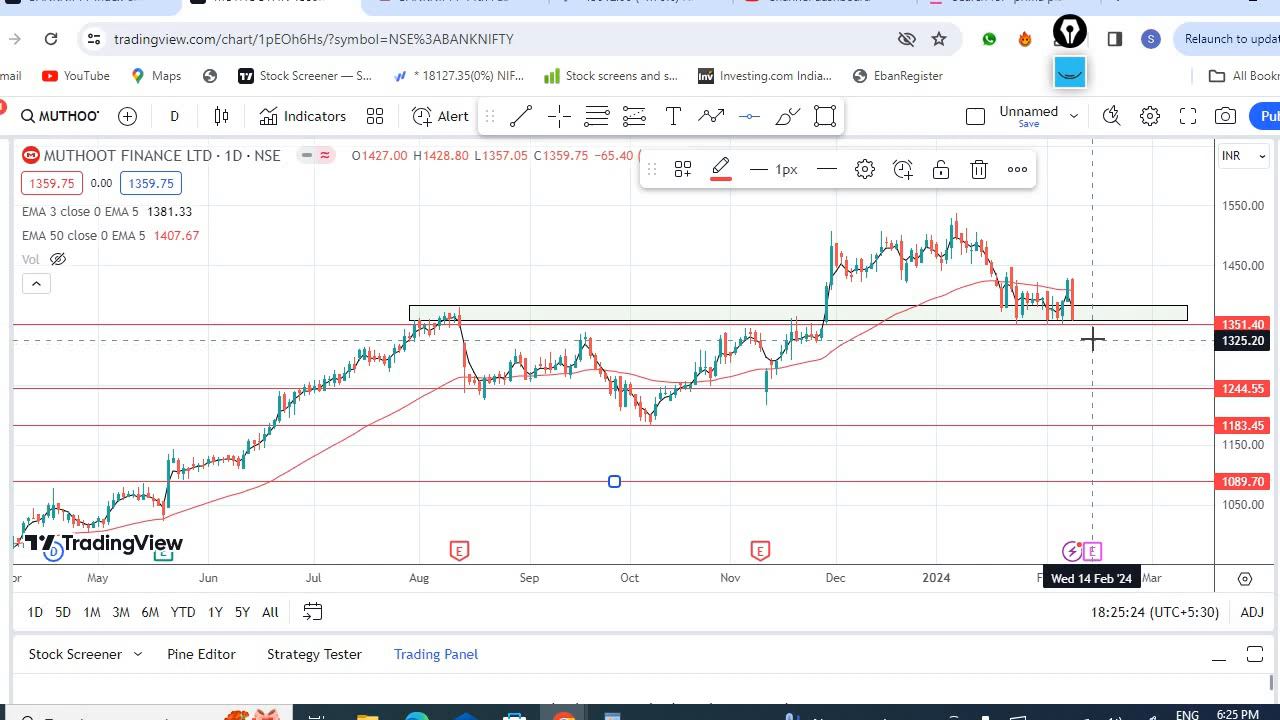 tradingview.com/chart/1pEOh6Hs/?symbol=NSE%3ABANKNIFTY
Relaunch to updat
mail YouTube Maps Stock Screener — S... * 18127.35(0%) NIF... Stock screens and s... Investing.com India... EbanRegister All Book
MUTHOO D Indicators Alert Unnamed Save Pu
MUTHOOT FINANCE LTD · 1D · NSE O1427.00 H1428.80 L1357.05 C1359.75 −65.40
1px
INR
1359.75 0.00 1359.75
EMA 3 close 0 EMA 5 1381.33
EMA 50 close 0 EMA 5 1407.67
Vol
1550.00
1450.00
1351.40
1325.20
1244.55
1183.45
1150.00
1089.70
1050.00
TradingView
D E E E E
May Jun Jul Aug Sep Oct Nov Dec 2024 Wed 14 Feb '24 Mar
1D 5D 1M 3M 6M YTD 1Y 5Y All 18:25:24 (UTC+5:30) ADJ
Stock Screener Pine Editor Strategy Tester Trading Panel
ENG 6:25 PM